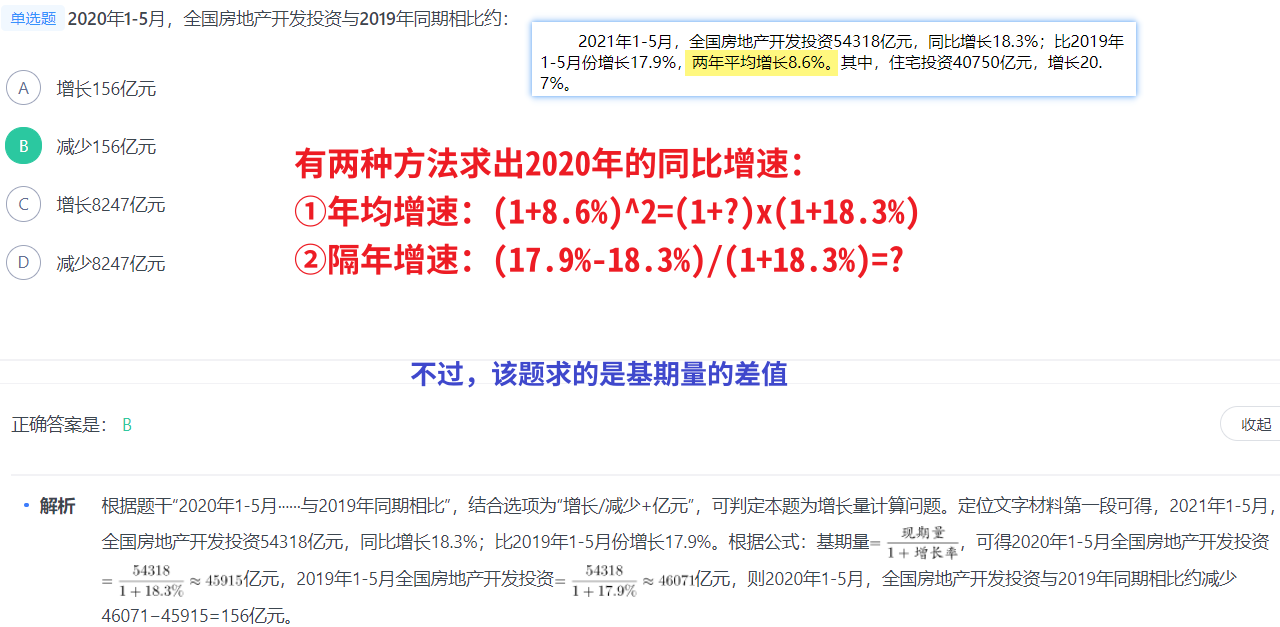 单选题 2020年1-5月，全国房地产开发投资与2019年同期相比约：
2021年1-5月，全国房地产开发投资54318亿元，同比增长18.3%；比2019年
1-5月份增长17.9%，两年平均增长8.6%。其中，住宅投资40750亿元，增长20.
7%。
A 增长156亿元
B 减少156亿元
C 增长8247亿元
D 减少8247亿元
有两种方法求出2020年的同比增速：
①年均增速：(1+8.6%)^2=(1+?)x(1+18.3%)
②隔年增速：(17.9%-18.3%)/(1+18.3%)=?
不过，该题求的是基期量的差值
正确答案是： B
收起
解析 根据题干“2020年1-5月……与2019年同期相比”，结合选项为“增长/减少+亿元”，可判定本题为增长量计算问题。定位文字材料第一段可得，2021年1-5月，
全国房地产开发投资54318亿元，同比增长18.3%；比2019年1-5月份增长17.9%。根据公式：基期量=现期量/1+增长率，可得2020年1-5月全国房地产开发投资
=54318/1+18.3%≈45915亿元，2019年1-5月全国房地产开发投资=54318/1+17.9%≈46071亿元，则2020年1-5月，全国房地产开发投资与2019年同期相比约减少
46071−45915=156亿元。